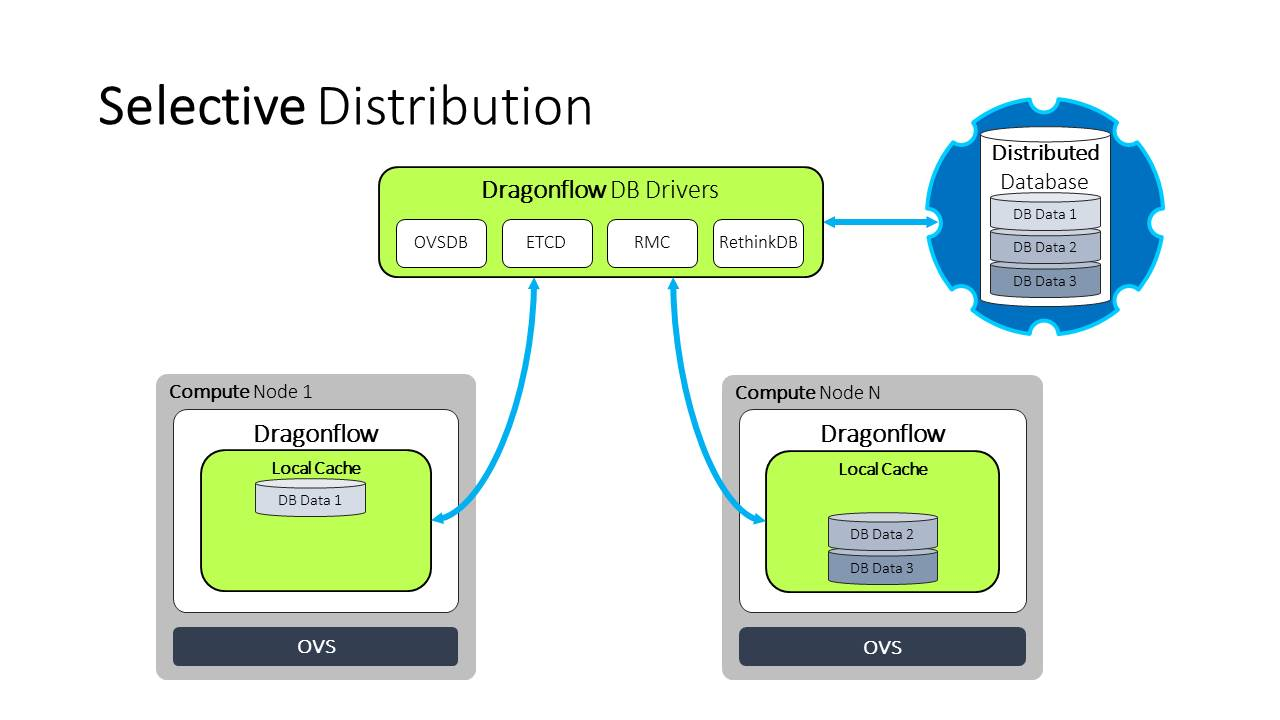 Selective Distribution
Dragonflow DB Drivers
OVSDB
ETCD
RMC
RethinkDB
Distributed
Database
DB Data 1
DB Data 2
DB Data 3
Compute Node 1
Dragonflow
Local Cache
DB Data 1
OVS
Compute Node N
Dragonflow
Local Cache
DB Data 2
DB Data 3
OVS